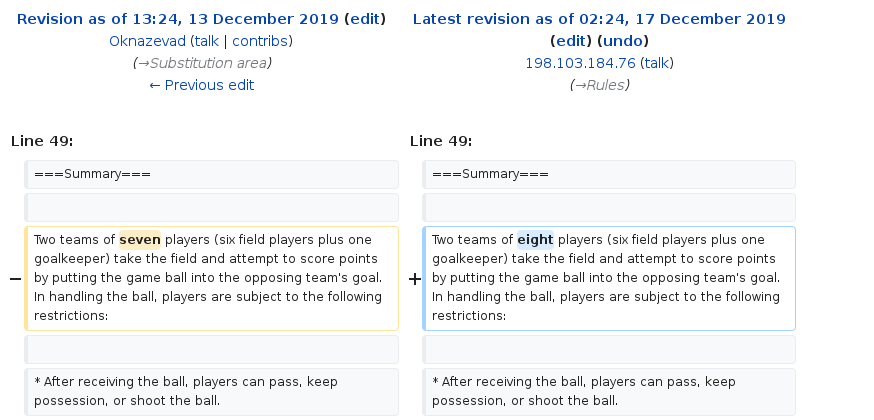 Revision as of 13:24, 13 December 2019 (edit)
Oknazevad (talk | contribs)
(→Substitution area)
← Previous edit
Latest revision as of 02:24, 17 December 2019
(edit) (undo)
198.103.184.76 (talk)
(→Rules)
Line 49:
Line 49:
===Summary===
===Summary===
− Two teams of seven players (six field players plus one
goalkeeper) take the field and attempt to score points
by putting the game ball into the opposing team's goal.
In handling the ball, players are subject to the following
restrictions:
+ Two teams of eight players (six field players plus one
goalkeeper) take the field and attempt to score points
by putting the game ball into the opposing team's goal.
In handling the ball, players are subject to the following
restrictions:
* After receiving the ball, players can pass, keep
possession, or shoot the ball.
* After receiving the ball, players can pass, keep
possession, or shoot the ball.